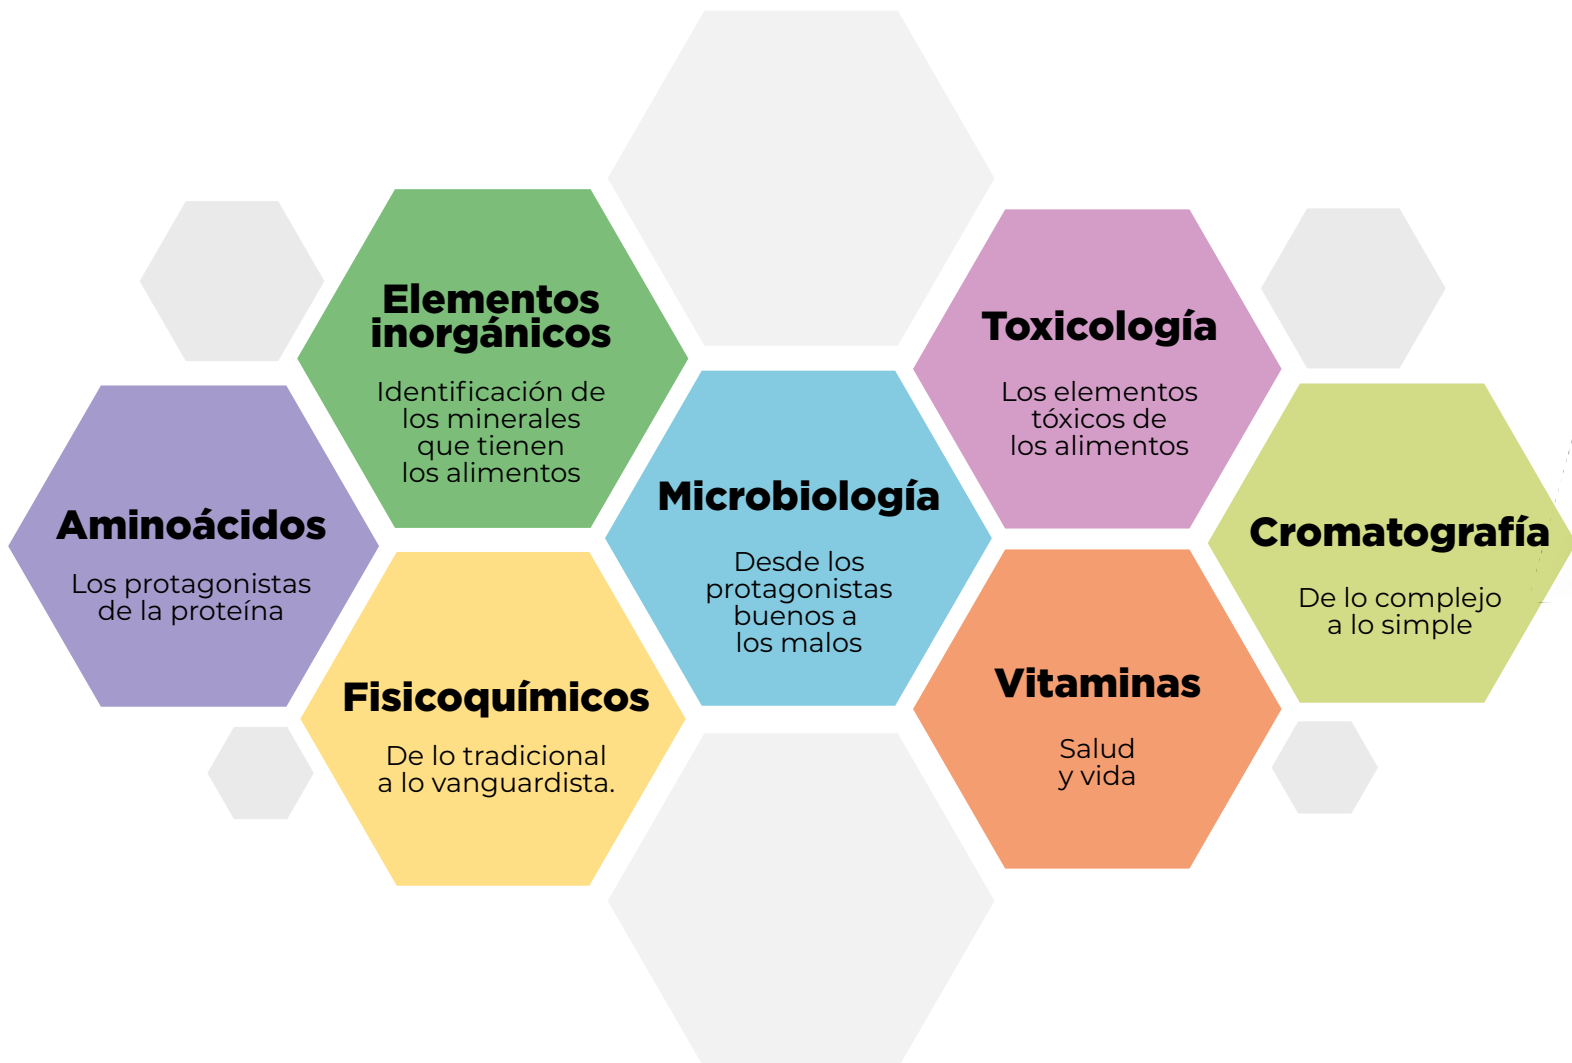 Aminoácidos
Los protagonistas
de la proteína
Elementos
inorgánicos
Identificación de
los minerales
que tienen
los alimentos
Fisicoquímicos
De lo tradicional
a lo vanguardista.
Microbiología
Desde los
protagonistas
buenos a
los malos
Toxicología
Los elementos
tóxicos de
los alimentos
Vitaminas
Salud
y vida
Cromatografía
De lo complejo
a lo simple